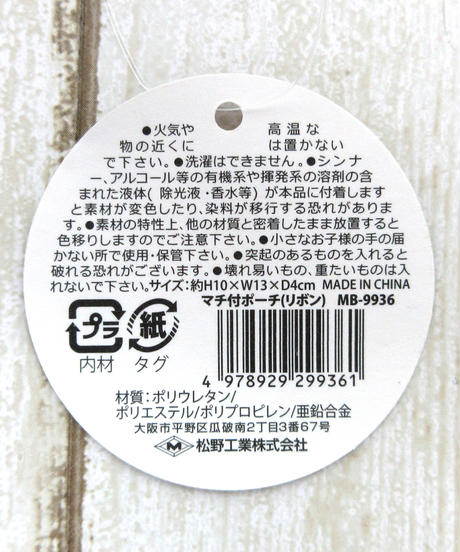 ●火気や 高温な
物の近くに は置かない
で下さい。●洗濯はできません。●シンナ
ー、アルコール等の有機系や揮発系の溶剤の含
まれた液体( 除光液・香水等) が本品に付着します
と素材が変色したり、染料が移行する恐れがありま
す。●素材の特性上、他の材質と密着したまま放置すると
色移りしますのでご注意下さい。●小さなお子様の手の届
かない所で使用・保管下さい。●突起のあるものを入れると
破れる恐れがございます。●壊れ易いもの、重たいものは入
れないで下さい。サイズ:約H10×W13×D4cm MADE IN CHINA
マチ付ポーチ(リボン) MB-9936
プラ 紙
内材 タグ
4 978929 299361
材質:ポリウレタン/
ポリエステル/ポリプロピレン/亜鉛合金
大阪市平野区瓜破南2丁目3番67号
M 松野工業株式会社